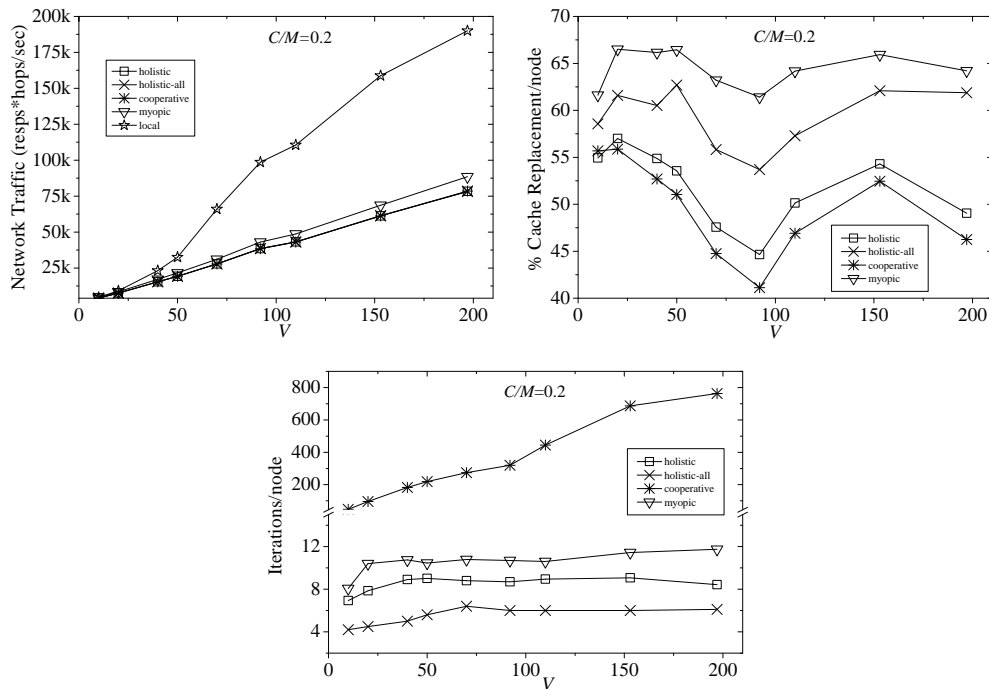 200k
175k
150k
125k
100k
75k
50k
25k
Network Traffic (resps*hops/sec)
C/M=0.2
holistic
holistic-all
cooperative
myopic
local
0 50 100 150 200
V
70
65
60
55
50
45
40
% Cache Replacement/node
C/M=0.2
holistic
holistic-all
cooperative
myopic
0 50 100 150 200
V
800
600
400
200
12
8
4
Iterations/node
C/M=0.2
holistic
holistic-all
cooperative
myopic
0 50 100 150 200
V